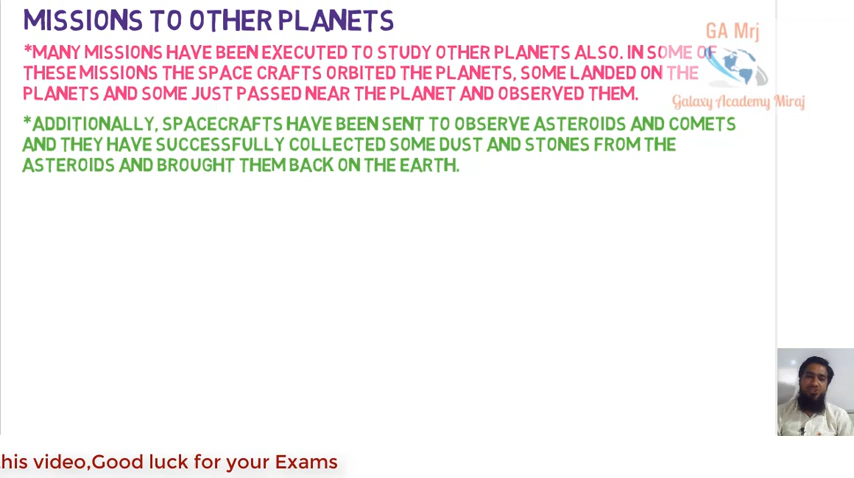 MISSIONS TO OTHER PLANETS
*MANY MISSIONS HAVE BEEN EXECUTED TO STUDY OTHER PLANETS ALSO. IN SOME OF
THESE MISSIONS THE SPACE CRAFTS ORBITED THE PLANETS, SOME LANDED ON THE
PLANETS AND SOME JUST PASSED NEAR THE PLANET AND OBSERVED THEM.
*ADDITIONALLY, SPACECRAFTS HAVE BEEN SENT TO OBSERVE ASTEROIDS AND COMETS
AND THEY HAVE SUCCESSFULLY COLLECTED SOME DUST AND STONES FROM THE
ASTEROIDS AND BROUGHT THEM BACK ON THE EARTH.
GA Mrj
Galaxy Academy Miraj
his video,Good luck for your Exams